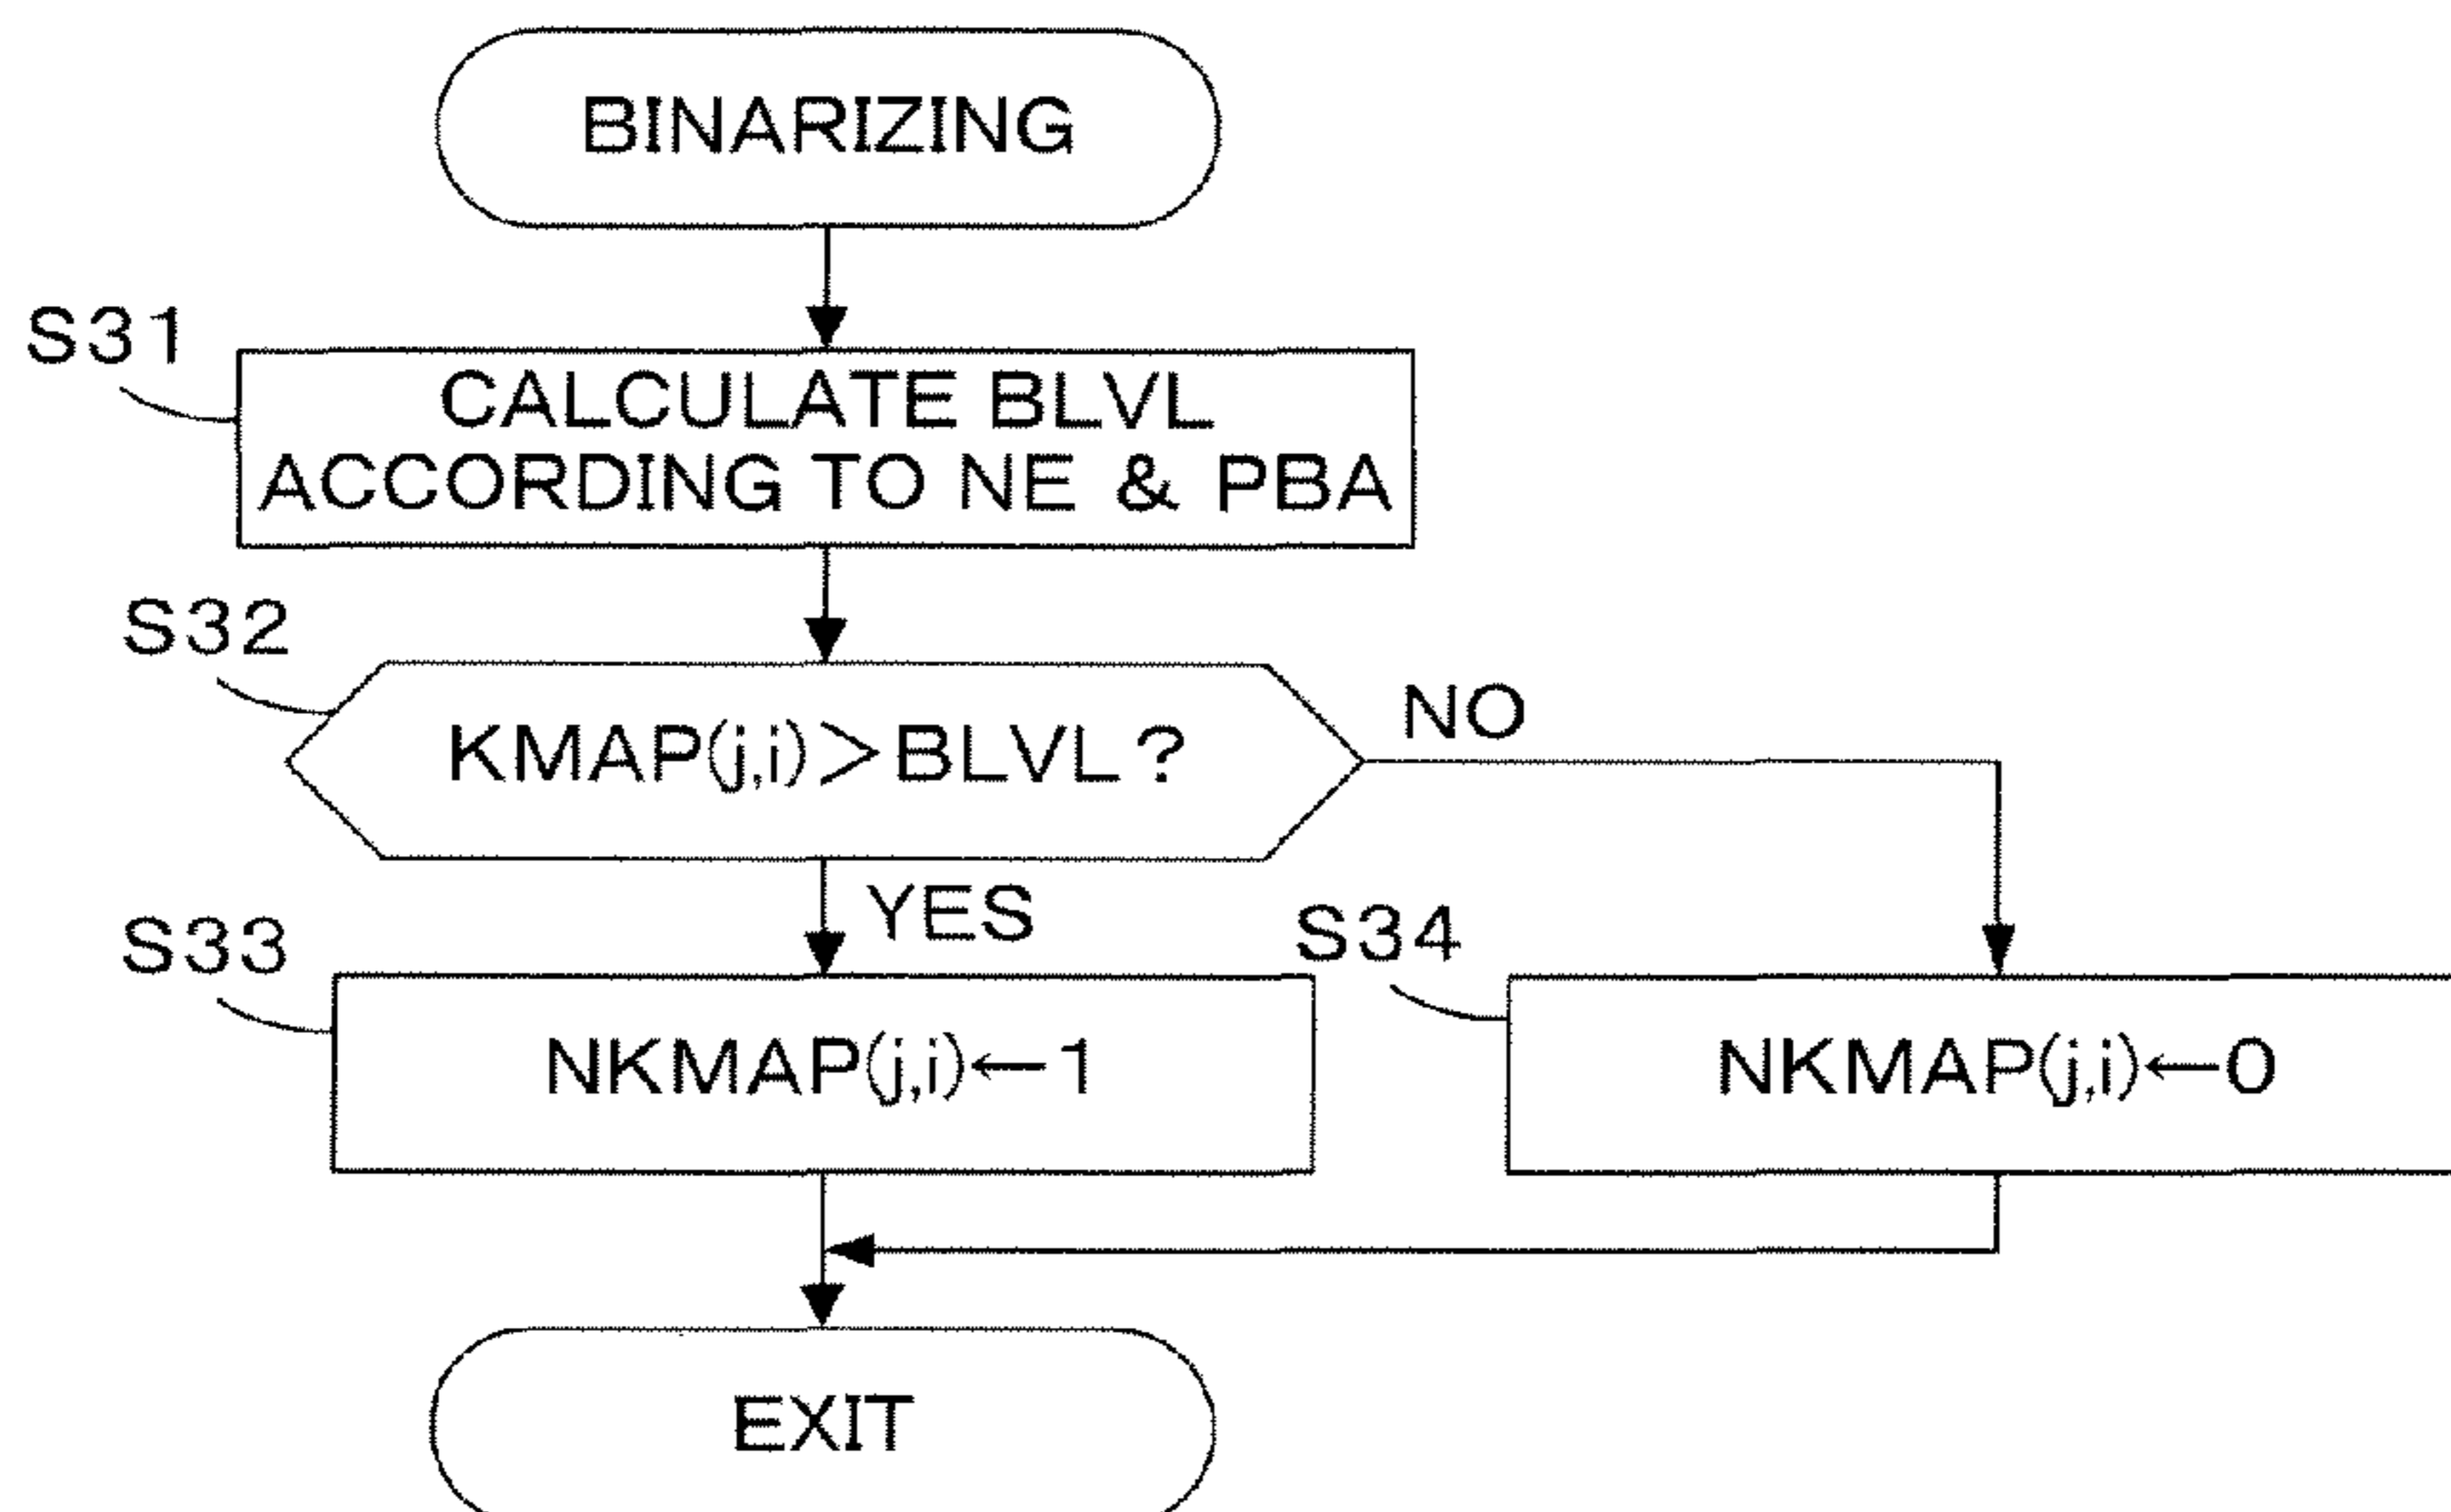 BINARIZING
S31
CALCULATE BLVL
ACCORDING TO NE & PBA
S32
KMAP(j,i)>BLVL?
NO
YES
S33
NKMAP(j,i)←1
S34
NKMAP(j,i)←0
EXIT